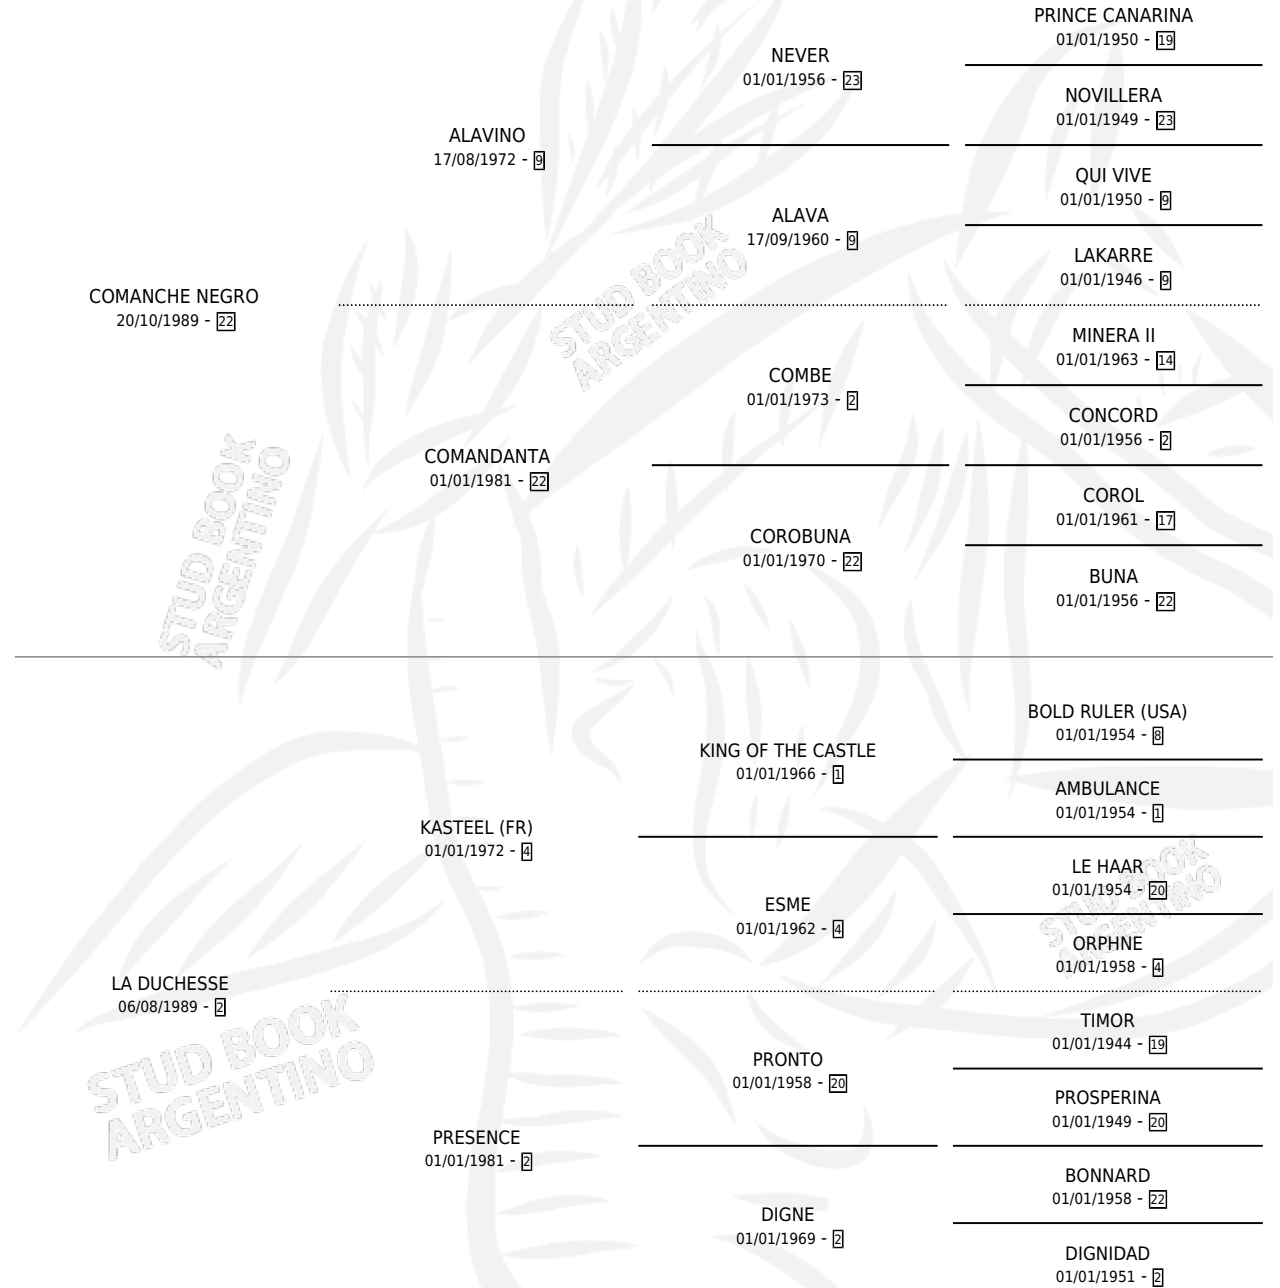 PRINCE CANARINA
01/01/1950 - 19
NEVER
01/01/1956 - 23
NOVILLERA
01/01/1949 - 23
ALAVINO
17/08/1972 - 9
QUI VIVE
01/01/1950 - 9
ALAVA
17/09/1960 - 9
LAKARRE
01/01/1946 - 9
COMANCHE NEGRO
20/10/1989 - 22
MINERA II
01/01/1963 - 14
COMBE
01/01/1973 - 2
CONCORD
01/01/1956 - 2
COMANDANTA
01/01/1981 - 22
COROL
01/01/1961 - 17
COROBUNA
01/01/1970 - 22
BUNA
01/01/1956 - 22
BOLD RULER (USA)
01/01/1954 - 8
KING OF THE CASTLE
01/01/1966 - 1
AMBULANCE
01/01/1954 - 1
KASTEEL (FR)
01/01/1972 - 4
LE HAAR
01/01/1954 - 20
ESME
01/01/1962 - 4
ORPHNE
01/01/1958 - 4
LA DUCHESSE
06/08/1989 - 2
TIMOR
01/01/1944 - 19
PRONTO
01/01/1958 - 20
PROSPERINA
01/01/1949 - 20
PRESENCE
01/01/1981 - 2
BONNARD
01/01/1958 - 22
DIGNE
01/01/1969 - 2
DIGNIDAD
01/01/1951 - 2
STUD BOOK
ARGENTINO
STUD BOOK
ARGENTINO
STUD BOOK
ARGENTINO
STUD BOOK
ARGENTINO